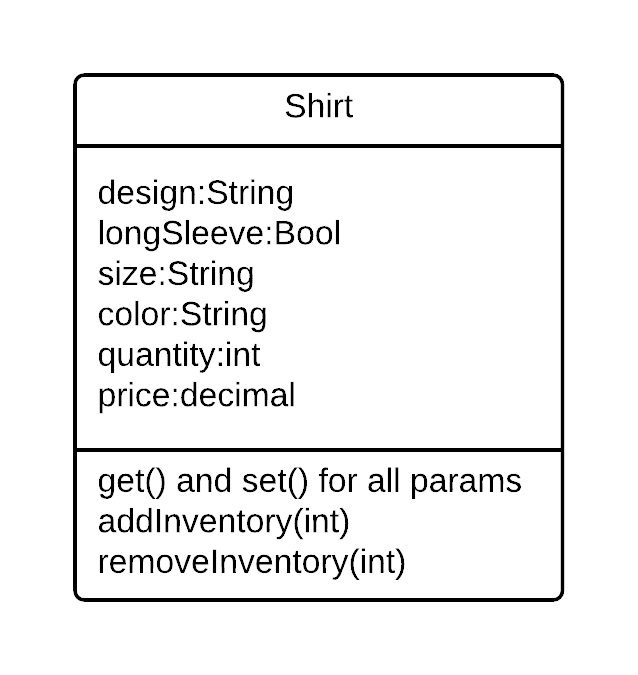 Shirt
design:String
longSleeve:Bool
size:String
color:String
quantity:int
price:decimal
get() and set() for all params
addInventory(int)
removeInventory(int)